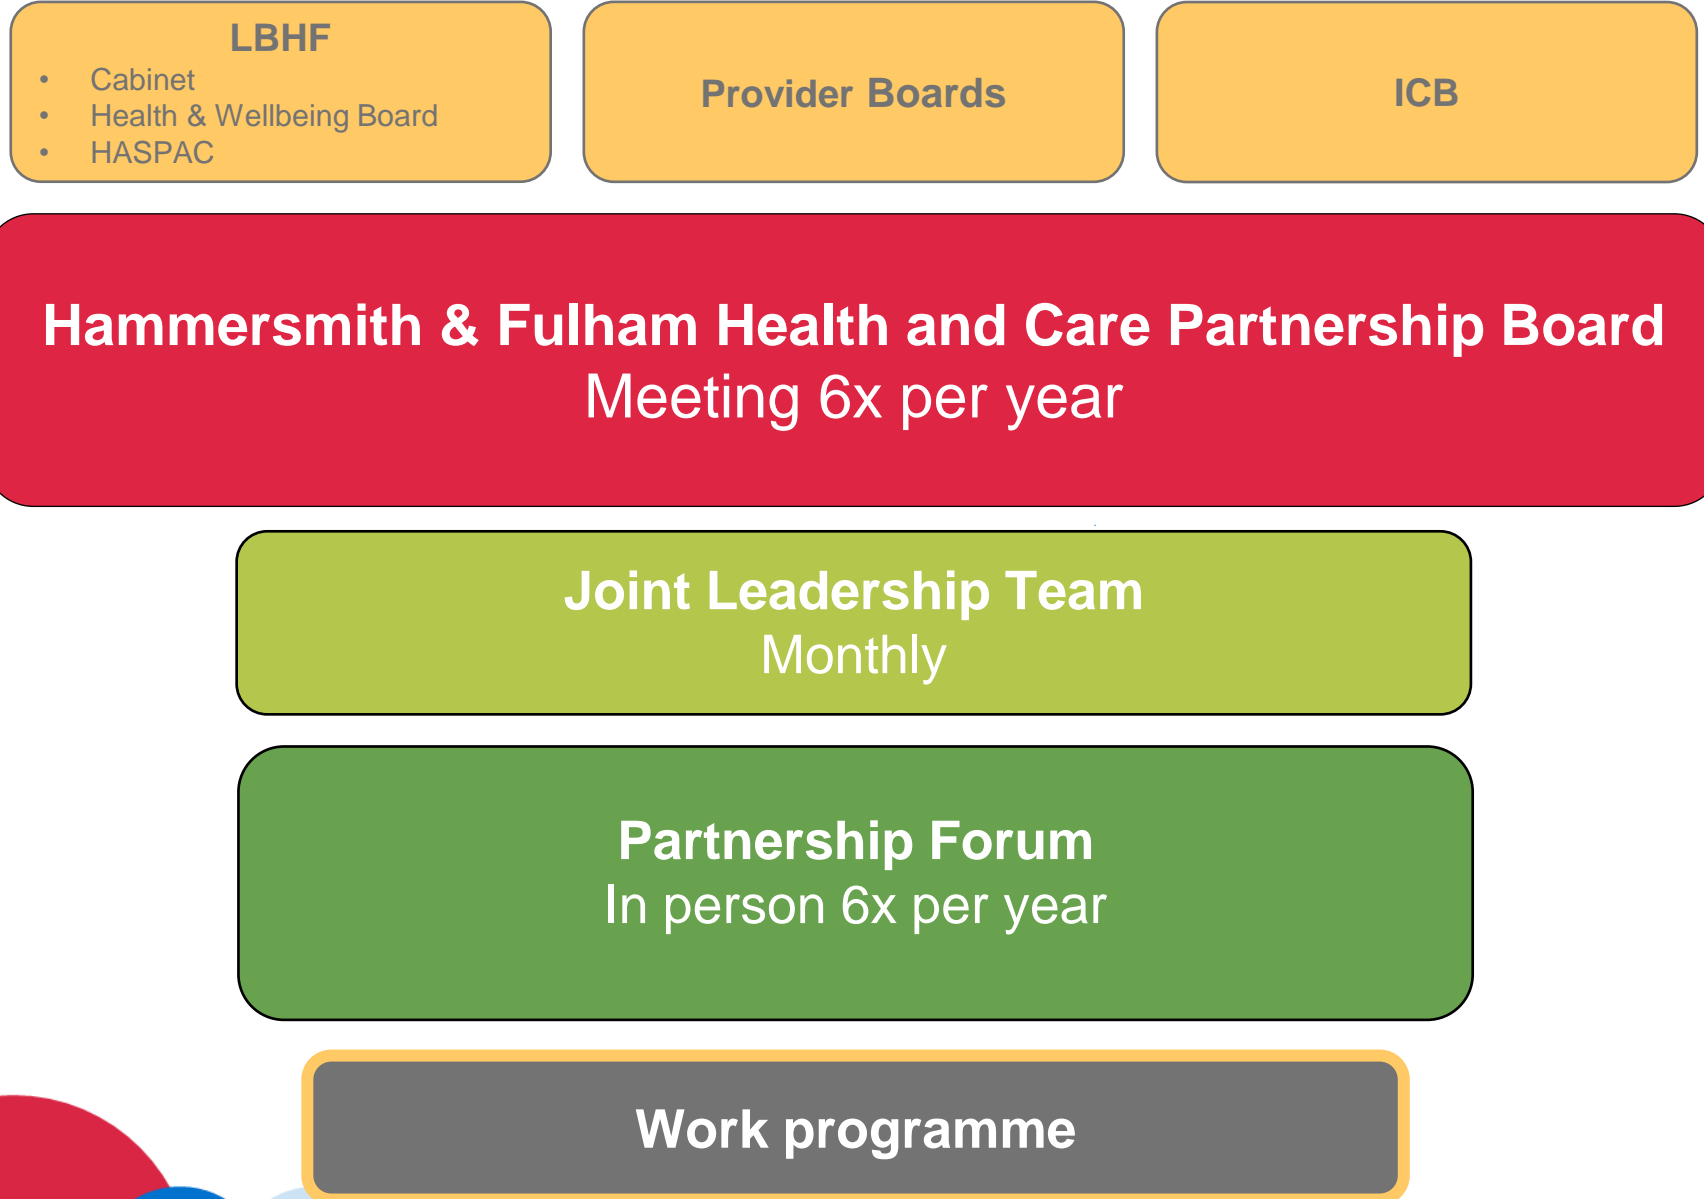 LBHF
• Cabinet
• Health & Wellbeing Board
• HASPAC
Provider Boards
ICB
Hammersmith & Fulham Health and Care Partnership Board
Meeting 6x per year
Joint Leadership Team
Monthly
Partnership Forum
In person 6x per year
Work programme